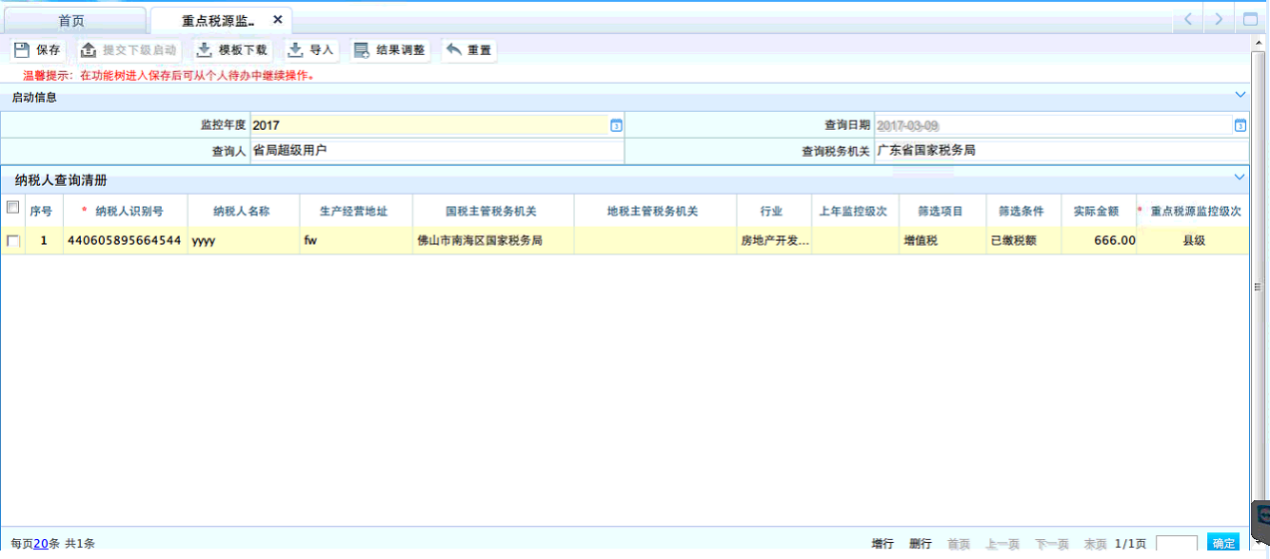 首页 重点税源监.. ×
保存 提交下级启动 模板下载 导入 结果调整 重置
温馨提示：在功能树进入保存后可从个人待办中继续操作。
启动信息
监控年度 2017 查询日期 2017-03-09
查询人 省局超级用户 查询税务机关 广东省国家税务局
纳税人查询清册
序号 * 纳税人识别号 纳税人名称 生产经营地址 国税主管税务机关 地税主管税务机关 行业 上年监控级次 筛选项目 筛选条件 实际金额 * 重点税源监控级次
1 440605895664544 yyyy fw 佛山市南海区国家税务局 房地产开发... 增值税 已缴税额 666.00 县级
每页20条 共1条 增行 删行 首页 上一页 下一页 末页 1/1页 确定